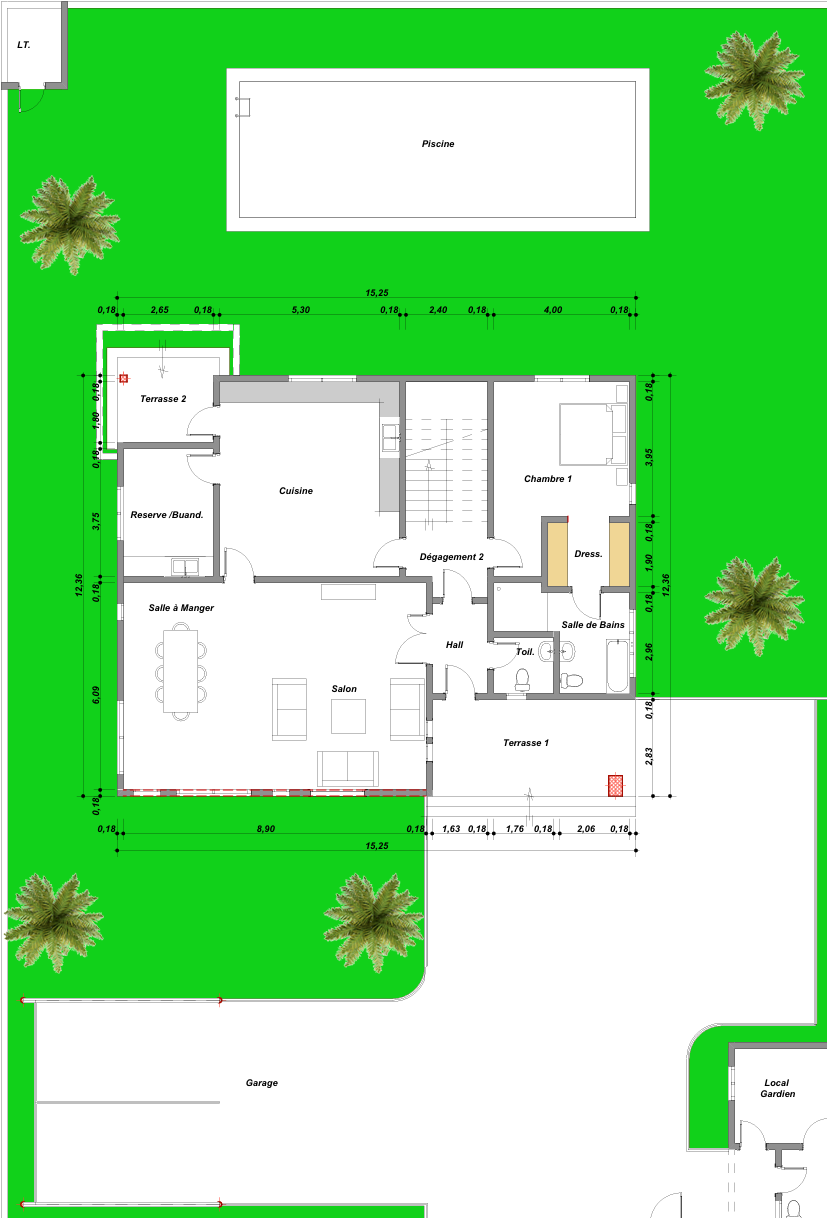 LT.
Piscine
15,25
0,18 2,65 0,18 5,30 0,18 2,40 0,18 4,00 0,18
Terrasse 2
0,18
1,80
0,18
3,75
0,18
6,09
0,18
12,36
Cuisine
Chambre 1
Reserve /Buand.
Dégagement 2
Dress.
0,18
3,95
0,18
1,90
0,18
2,96
0,18
2,83
12,36
Salle à Manger
Salle de Bains
Hall
Toil.
Salon
Terrasse 1
0,18 8,90 0,18 1,63 0,18 1,76 0,18 2,06 0,18
15,25
Garage
Local
Gardien